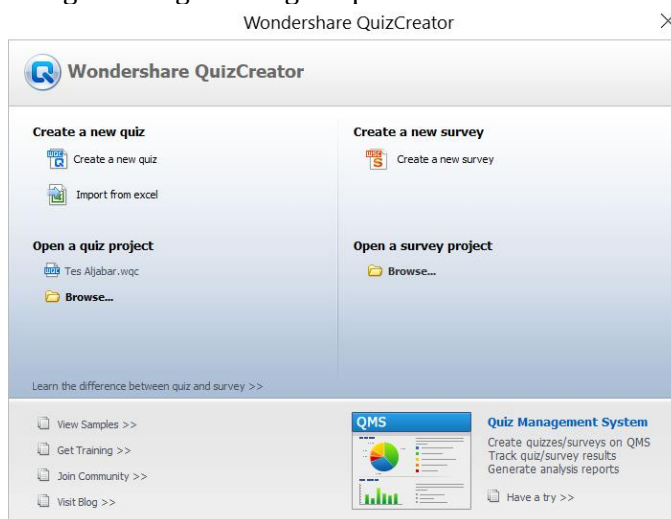 Wondershare QuizCreator
Wondershare QuizCreator
Create a new quiz
Create a new quiz
Import from excel
Create a new survey
Create a new survey
Open a quiz project
Tes Aljabar.wqc
Browse...
Open a survey project
Browse...
Learn the difference between quiz and survey >>
View Samples >>
Get Training >>
Join Community >>
Visit Blog >>
QMS
Quiz Management System
Create quizzes/surveys on QMS
Track quiz/survey results
Generate analysis reports
Have a try >>